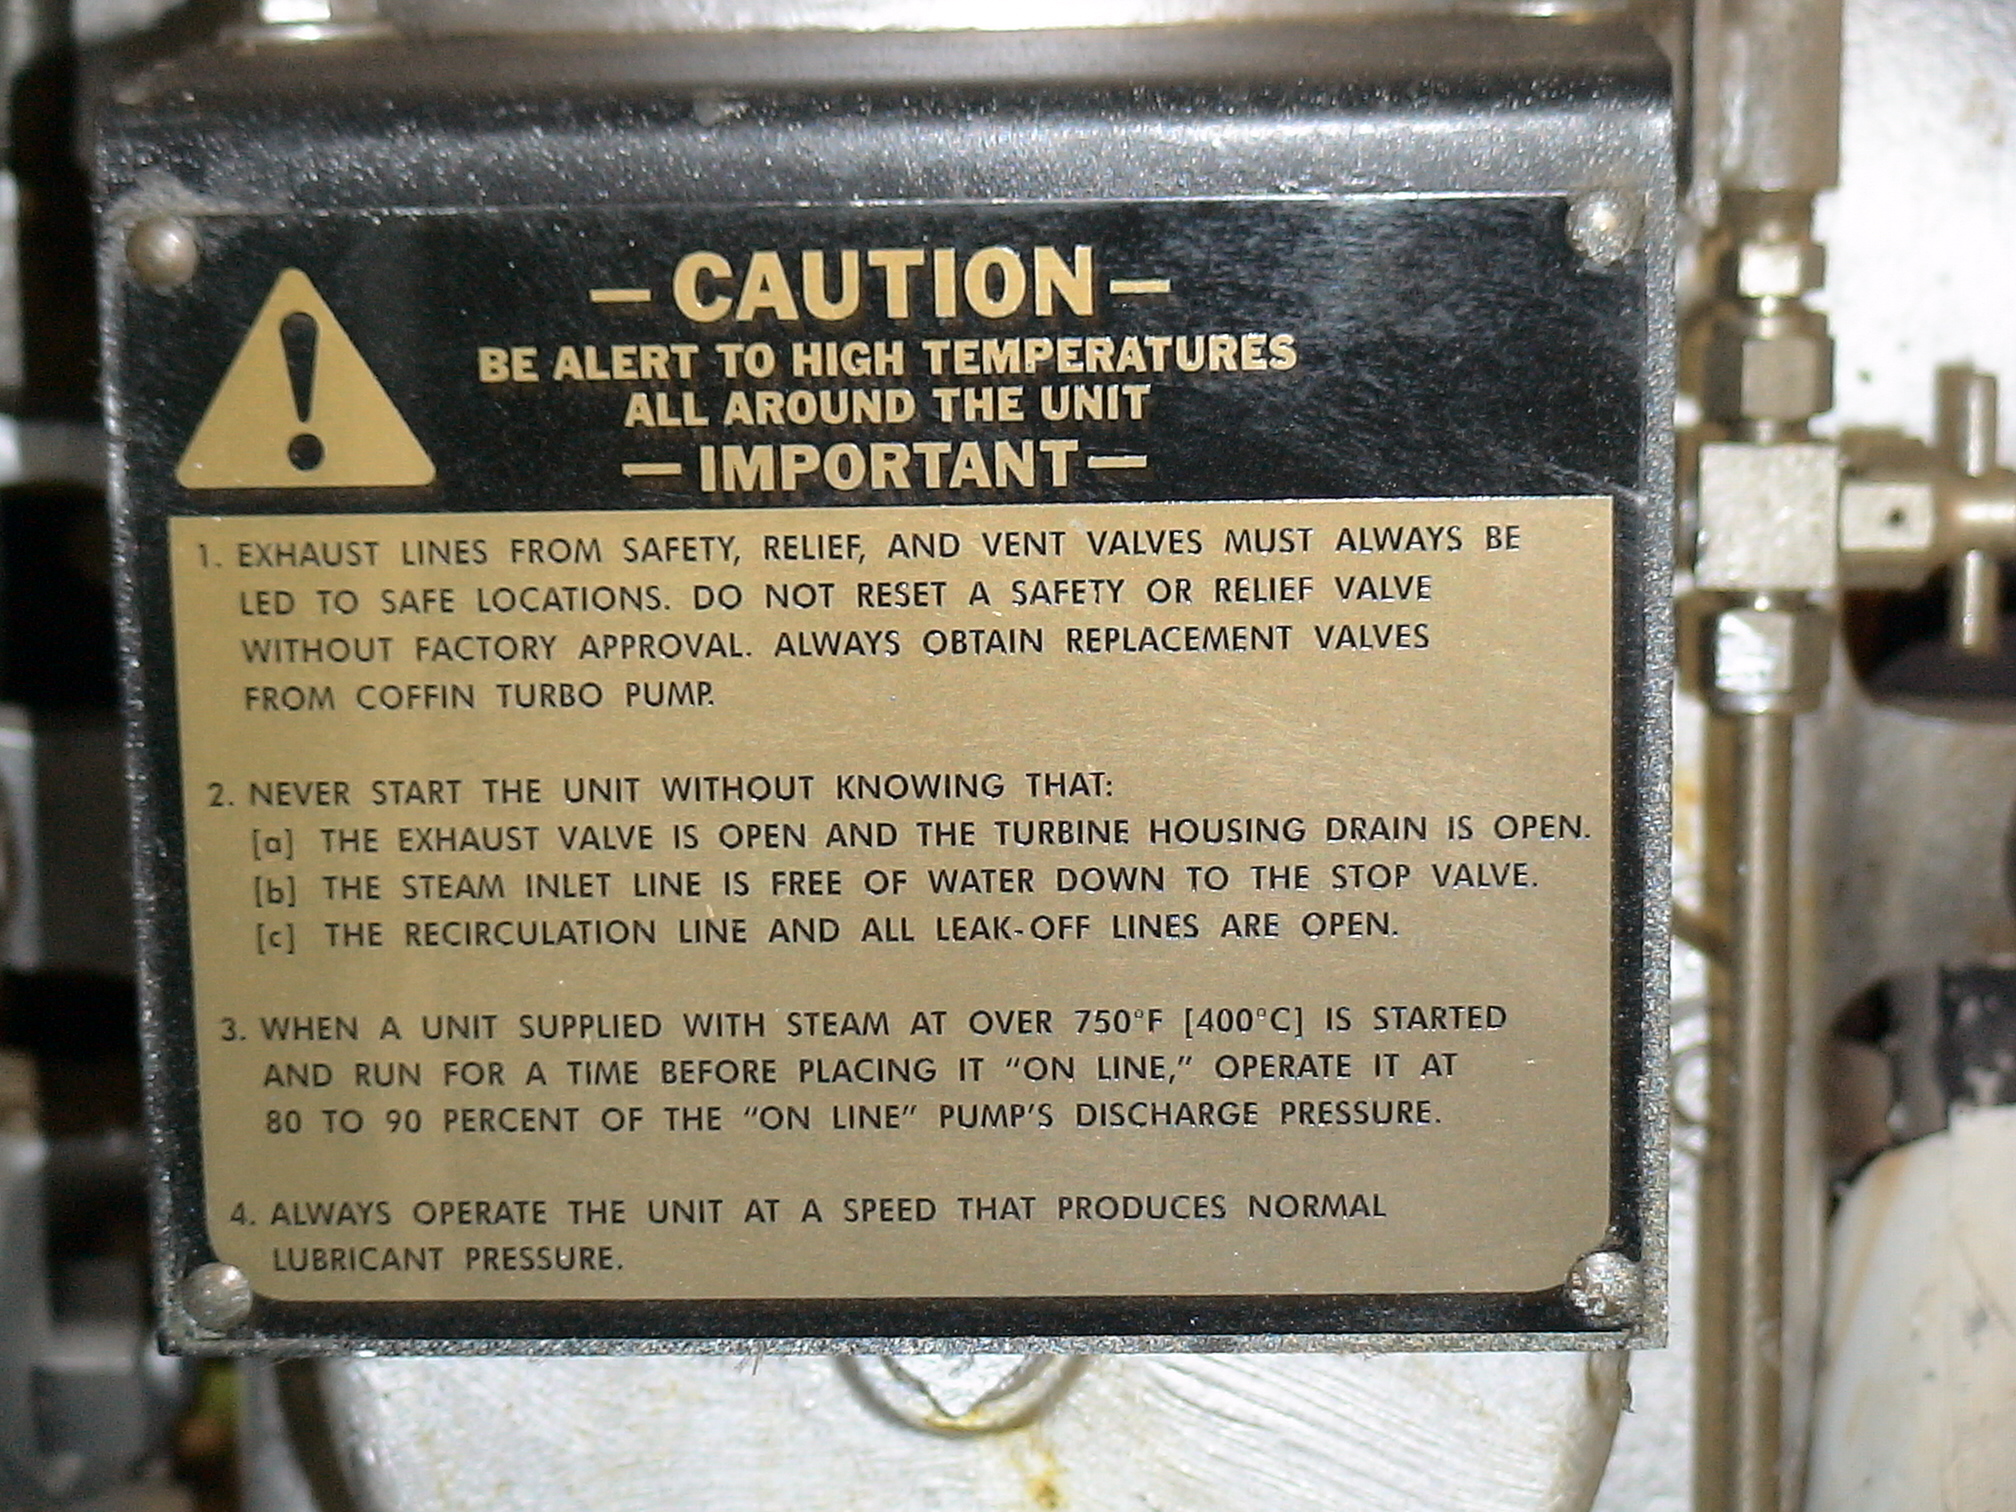 — CAUTION —
BE ALERT TO HIGH TEMPERATURES
ALL AROUND THE UNIT
— IMPORTANT —
1. EXHAUST LINES FROM SAFETY, RELIEF, AND VENT VALVES MUST ALWAYS BE
LED TO SAFE LOCATIONS. DO NOT RESET A SAFETY OR RELIEF VALVE
WITHOUT FACTORY APPROVAL. ALWAYS OBTAIN REPLACEMENT VALVES
FROM COFFIN TURBO PUMP.
2. NEVER START THE UNIT WITHOUT KNOWING THAT:
[a] THE EXHAUST VALVE IS OPEN AND THE TURBINE HOUSING DRAIN IS OPEN.
[b] THE STEAM INLET LINE IS FREE OF WATER DOWN TO THE STOP VALVE.
[c] THE RECIRCULATION LINE AND ALL LEAK-OFF LINES ARE OPEN.
3. WHEN A UNIT SUPPLIED WITH STEAM AT OVER 750°F [400°C] IS STARTED
AND RUN FOR A TIME BEFORE PLACING IT “ON LINE,” OPERATE IT AT
80 TO 90 PERCENT OF THE “ON LINE” PUMP’S DISCHARGE PRESSURE.
4. ALWAYS OPERATE THE UNIT AT A SPEED THAT PRODUCES NORMAL
LUBRICANT PRESSURE.